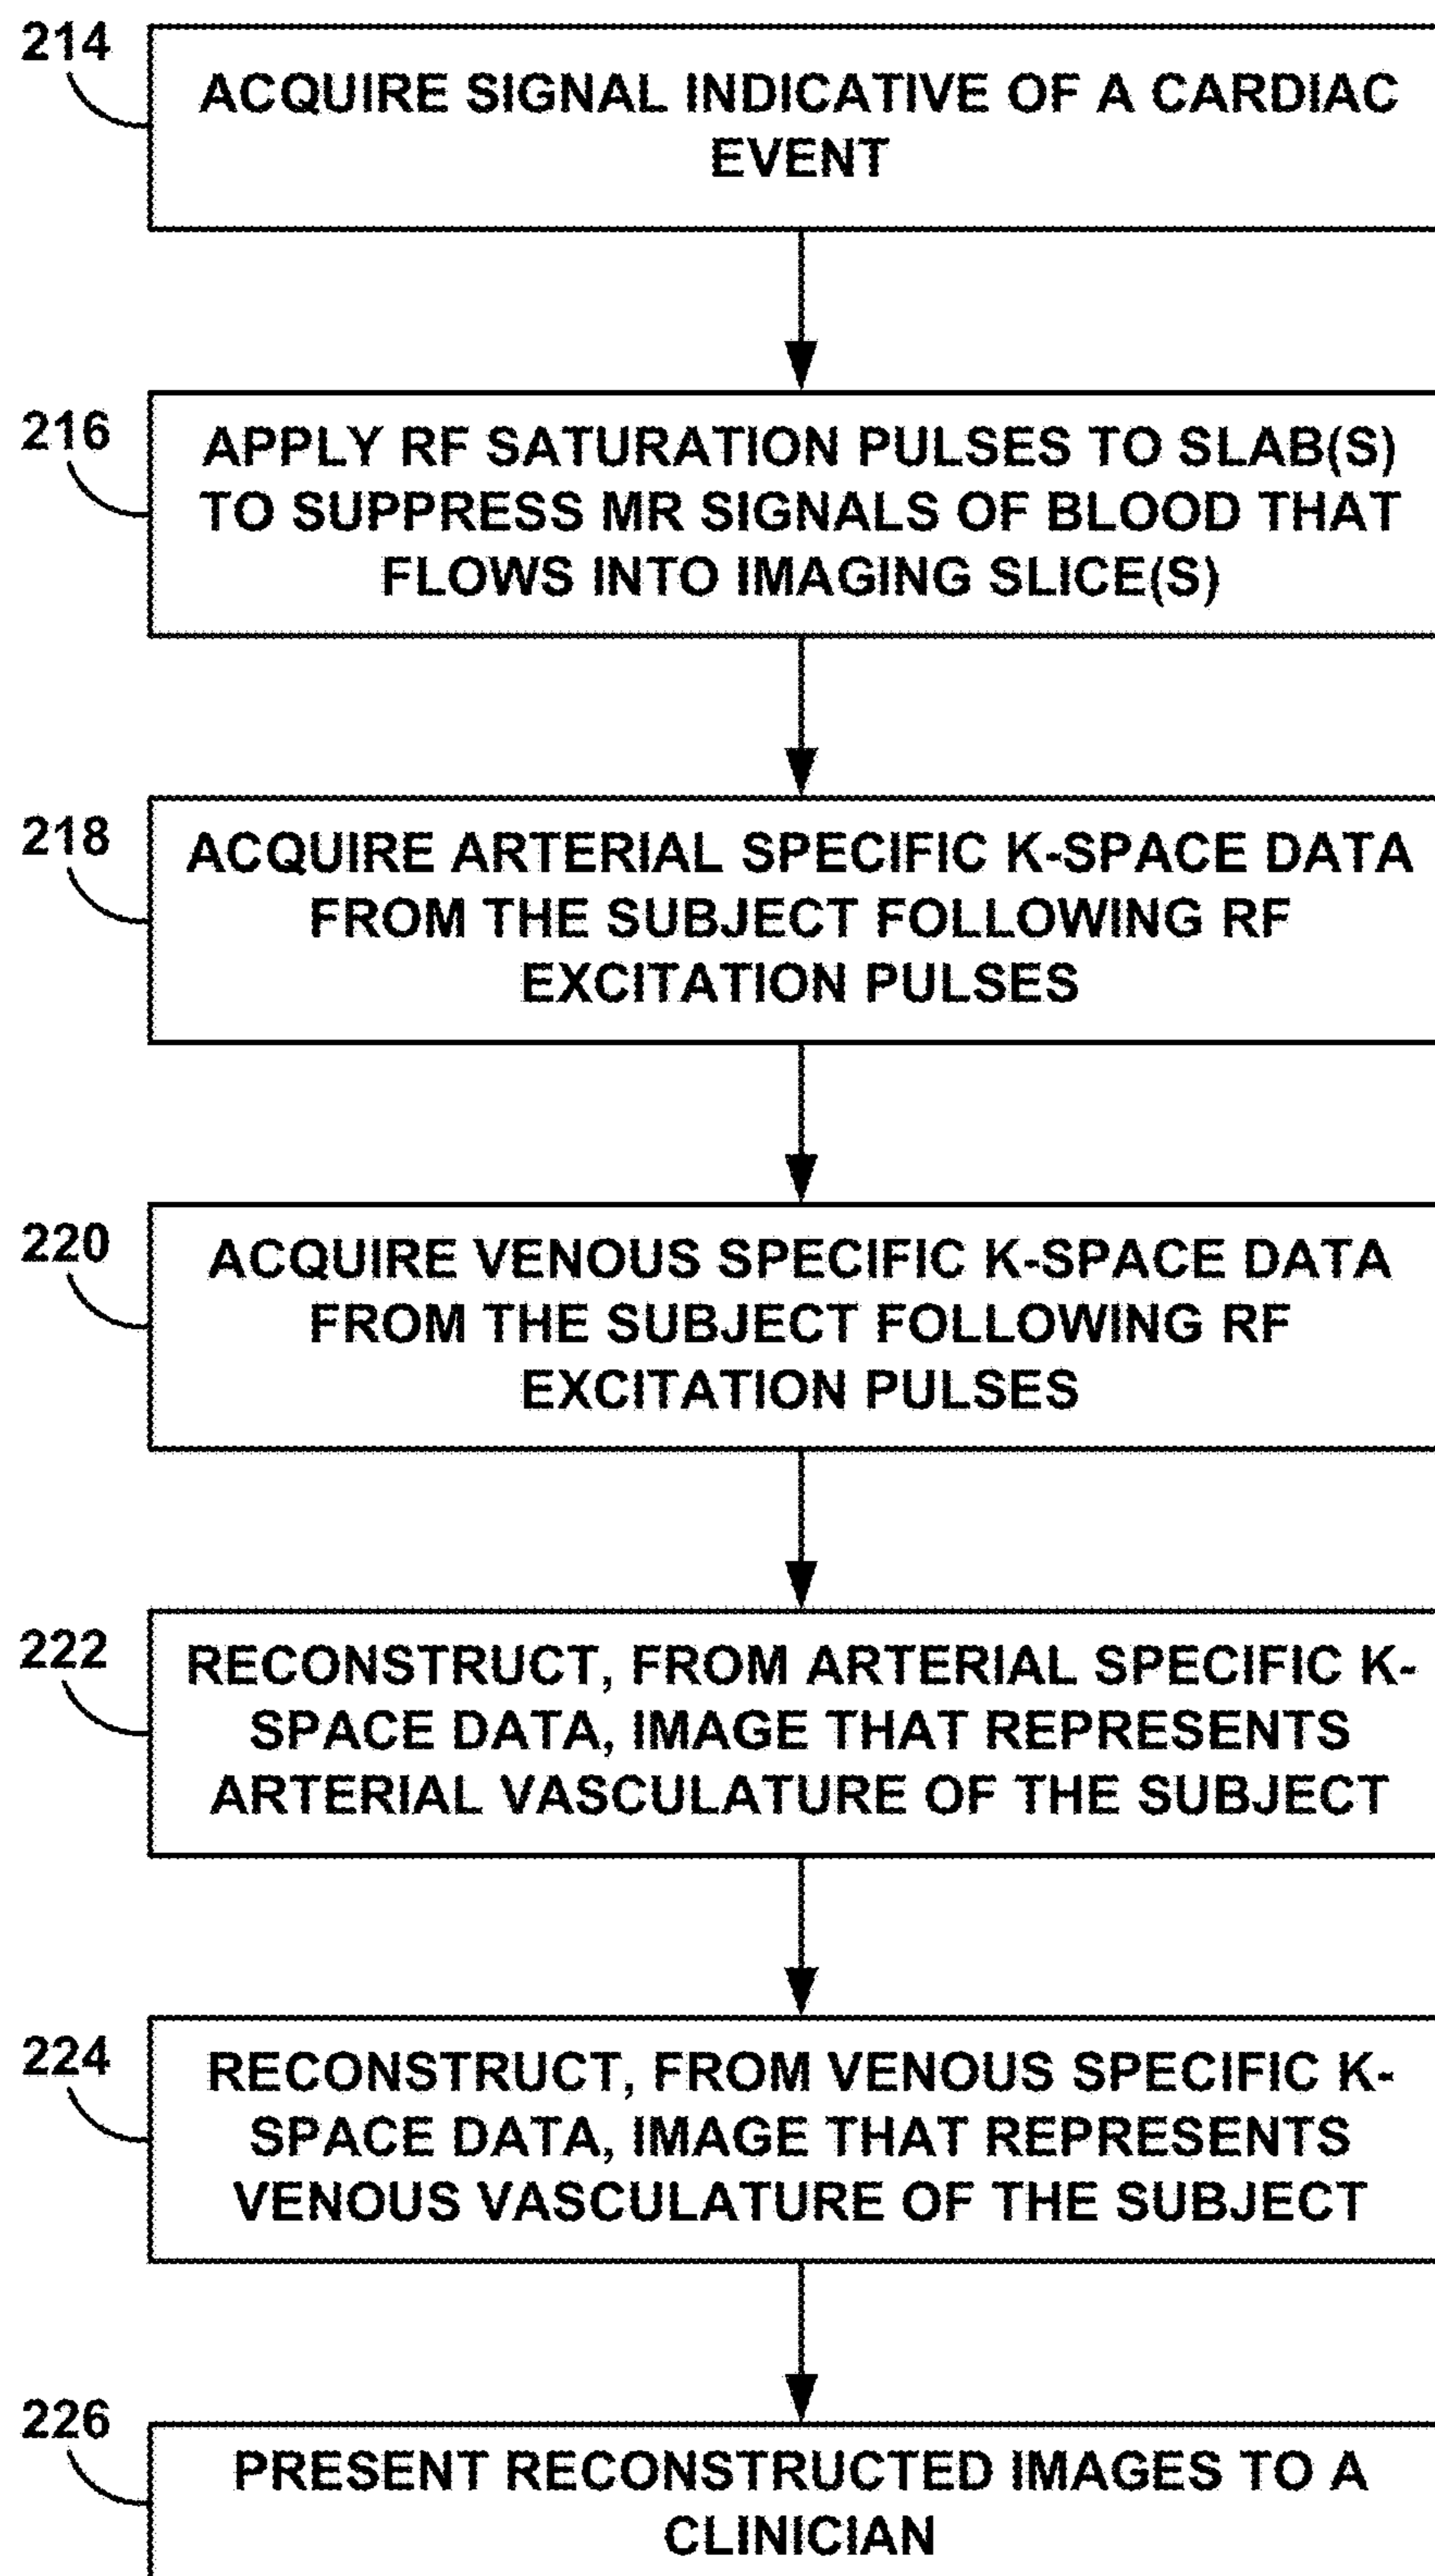 214
ACQUIRE SIGNAL INDICATIVE OF A CARDIAC
EVENT
216
APPLY RF SATURATION PULSES TO SLAB(S)
TO SUPPRESS MR SIGNALS OF BLOOD THAT
FLOWS INTO IMAGING SLICE(S)
218
ACQUIRE ARTERIAL SPECIFIC K-SPACE DATA
FROM THE SUBJECT FOLLOWING RF
EXCITATION PULSES
220
ACQUIRE VENOUS SPECIFIC K-SPACE DATA
FROM THE SUBJECT FOLLOWING RF
EXCITATION PULSES
222
RECONSTRUCT, FROM ARTERIAL SPECIFIC K-
SPACE DATA, IMAGE THAT REPRESENTS
ARTERIAL VASCULATURE OF THE SUBJECT
224
RECONSTRUCT, FROM VENOUS SPECIFIC K-
SPACE DATA, IMAGE THAT REPRESENTS
VENOUS VASCULATURE OF THE SUBJECT
226
PRESENT RECONSTRUCTED IMAGES TO A
CLINICIAN